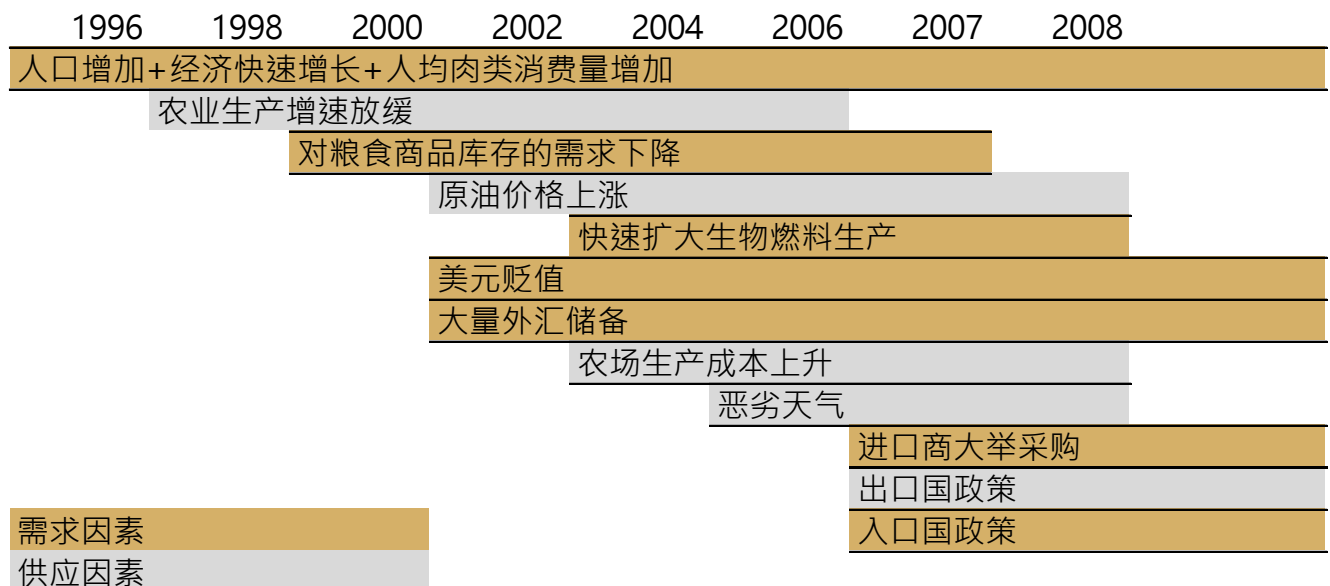 1996 1998 2000 2002 2004 2006 2007 2008
人口增加+经济快速增长+人均肉类消费量增加
农业生产增速放缓
对粮食商品库存的需求下降
原油价格上涨
快速扩大生物燃料生产
美元贬值
大量外汇储备
农场生产成本上升
恶劣天气
进口商大举采购
出口国政策
需求因素 入口国政策
供应因素